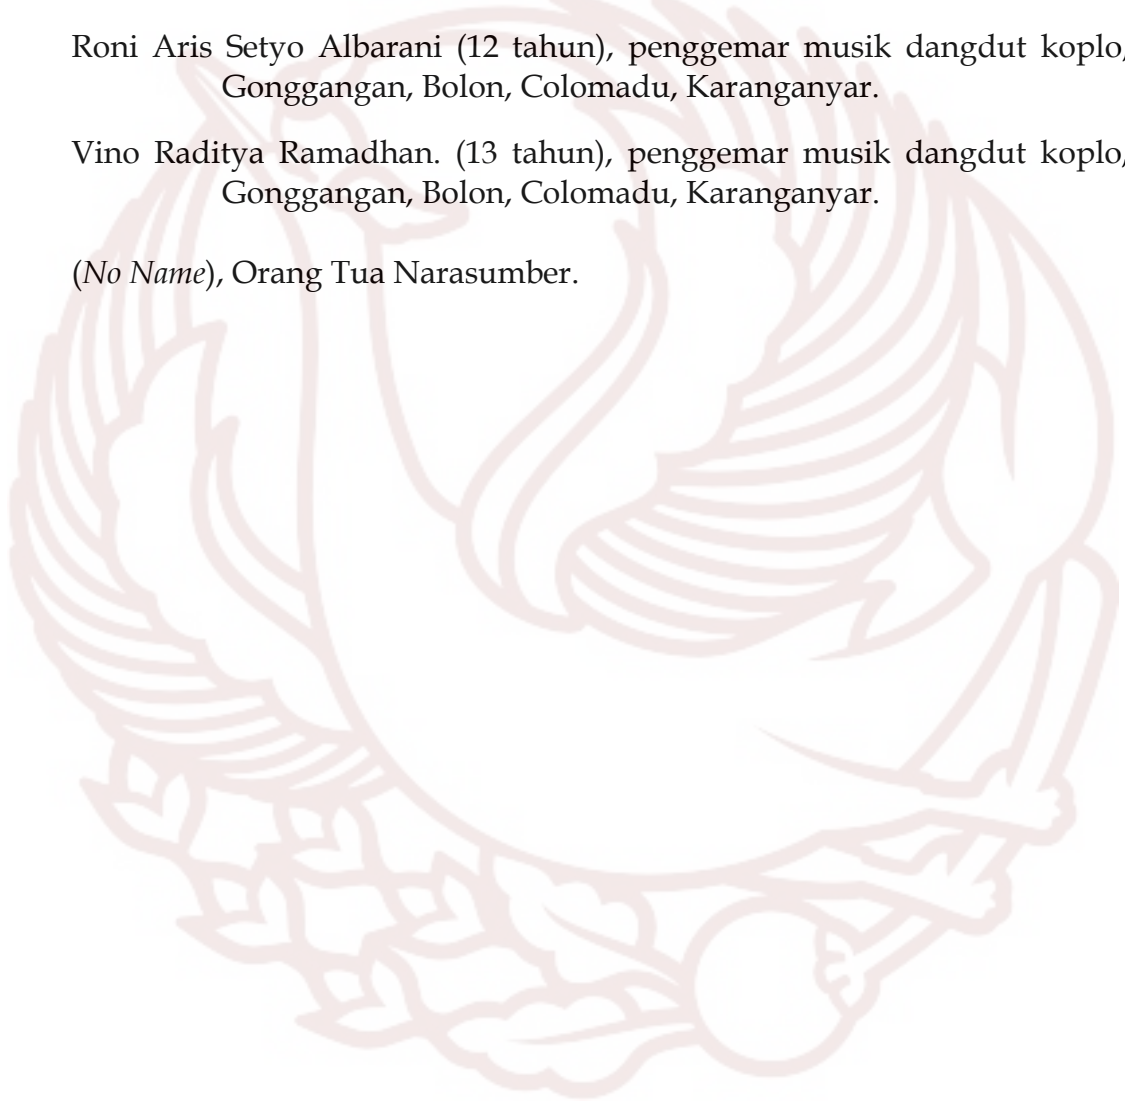 Roni Aris Setyo Albarani (12 tahun), penggemar musik dangdut koplo,
Gonggangan, Bolon, Colomadu, Karanganyar.
Vino Raditya Ramadhan. (13 tahun), penggemar musik dangdut koplo,
Gonggangan, Bolon, Colomadu, Karanganyar.
(No Name), Orang Tua Narasumber.